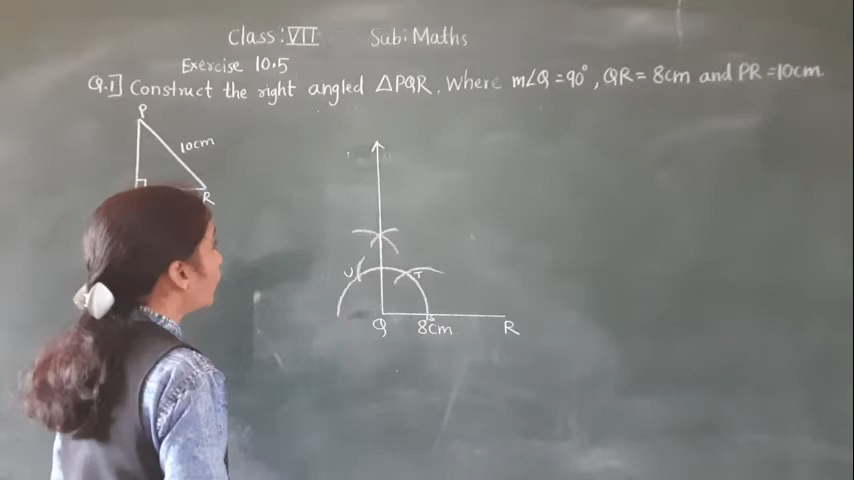 Class: VII Sub: Maths
Exercise 10.5
Q.1] Construct the right angled △PQR, Where m∠Q = 90°, QR = 8cm and PR = 10cm.
P
10cm
R
U
T
S
Q 8cm R